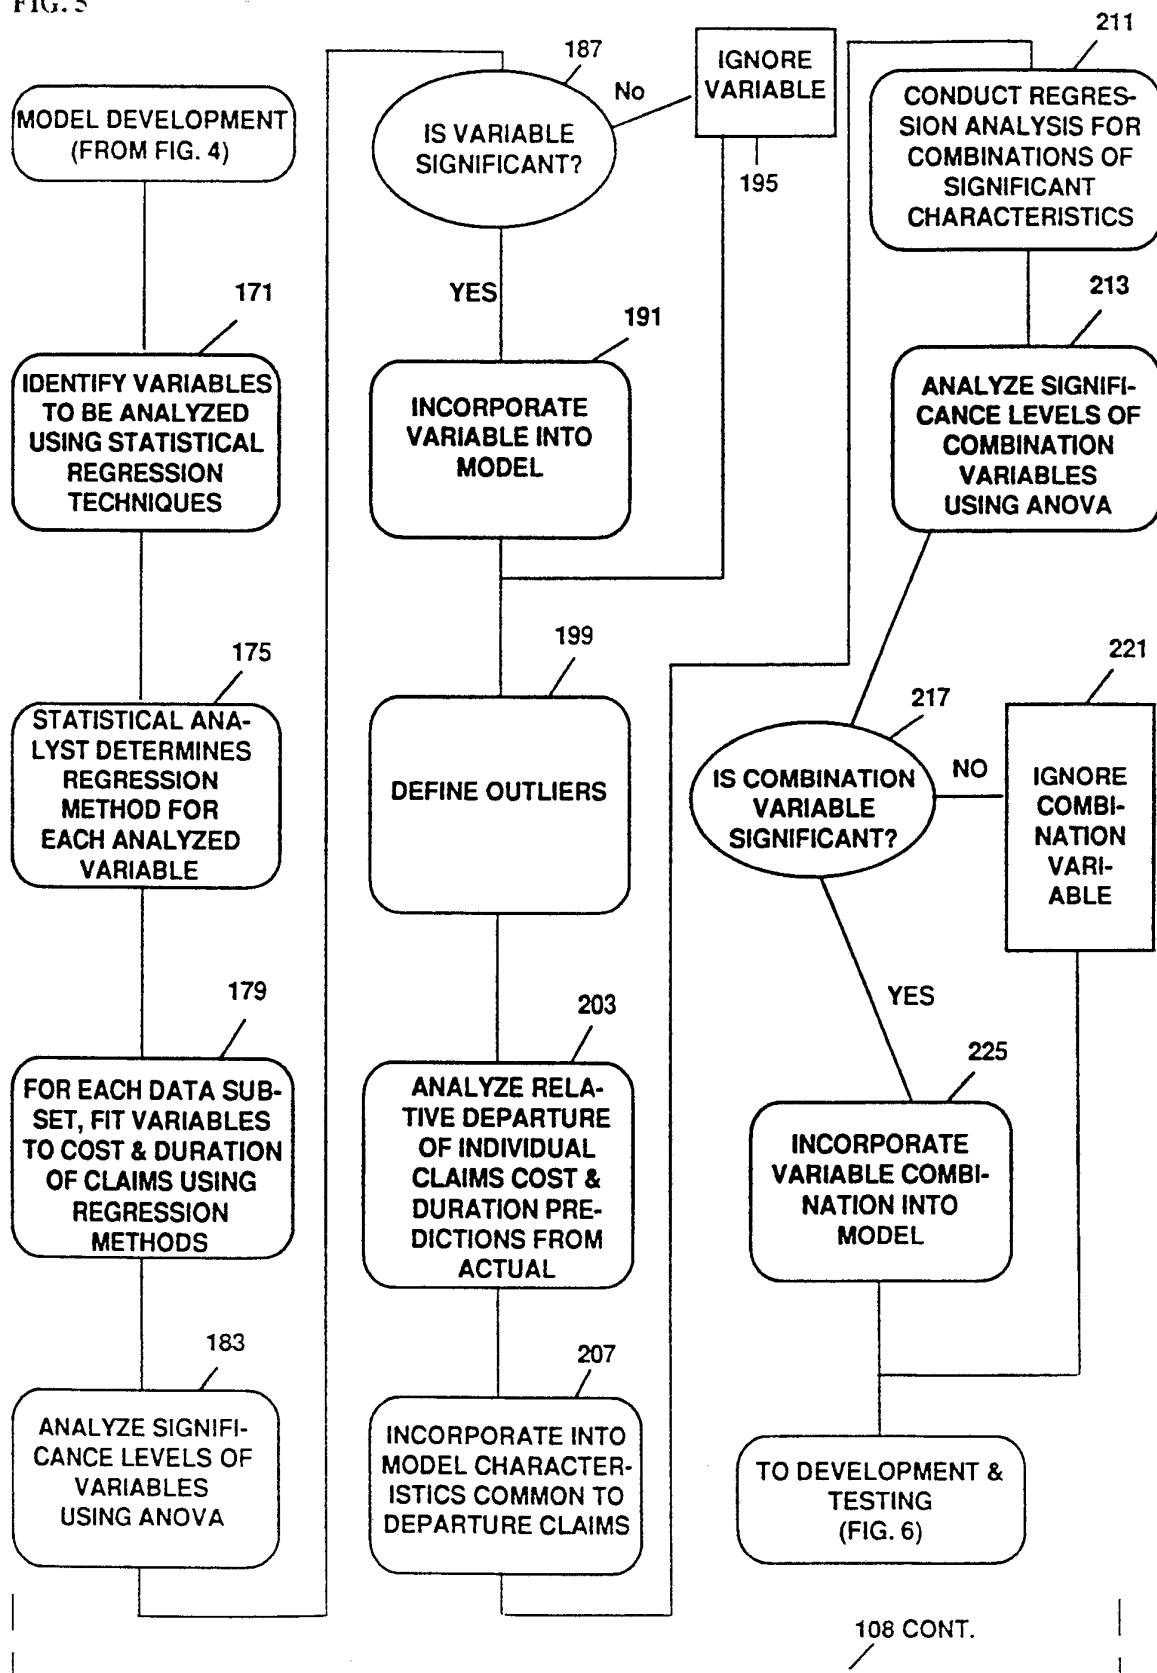 FIG. 5
MODEL DEVELOPMENT
(FROM FIG. 4)
171
IDENTIFY VARIABLES
TO BE ANALYZED
USING STATISTICAL
REGRESSION
TECHNIQUES
175
STATISTICAL ANA-
LYST DETERMINES
REGRESSION
METHOD FOR
EACH ANALYZED
VARIABLE
179
FOR EACH DATA SUB-
SET, FIT VARIABLES
TO COST & DURATION
OF CLAIMS USING
REGRESSION
METHODS
183
ANALYZE SIGNIFI-
CANCE LEVELS OF
VARIABLES
USING ANOVA
187
IS VARIABLE
SIGNIFICANT?
No
IGNORE
VARIABLE
195
YES
191
INCORPORATE
VARIABLE INTO
MODEL
199
DEFINE OUTLIERS
203
ANALYZE RELA-
TIVE DEPARTURE
OF INDIVIDUAL
CLAIMS COST &
DURATION PRE-
DICTIONS FROM
ACTUAL
207
INCORPORATE INTO
MODEL CHARACTER-
ISTICS COMMON TO
DEPARTURE CLAIMS
211
CONDUCT REGRES-
SION ANALYSIS FOR
COMBINATIONS OF
SIGNIFICANT
CHARACTERISTICS
213
ANALYZE SIGNIFI-
CANCE LEVELS OF
COMBINATION
VARIABLES
USING ANOVA
217
IS COMBINATION
VARIABLE
SIGNIFICANT?
NO
221
IGNORE
COMBI-
NATION
VARI-
ABLE
YES
225
INCORPORATE
VARIABLE COMBI-
NATION INTO
MODEL
TO DEVELOPMENT &
TESTING
(FIG. 6)
108 CONT.